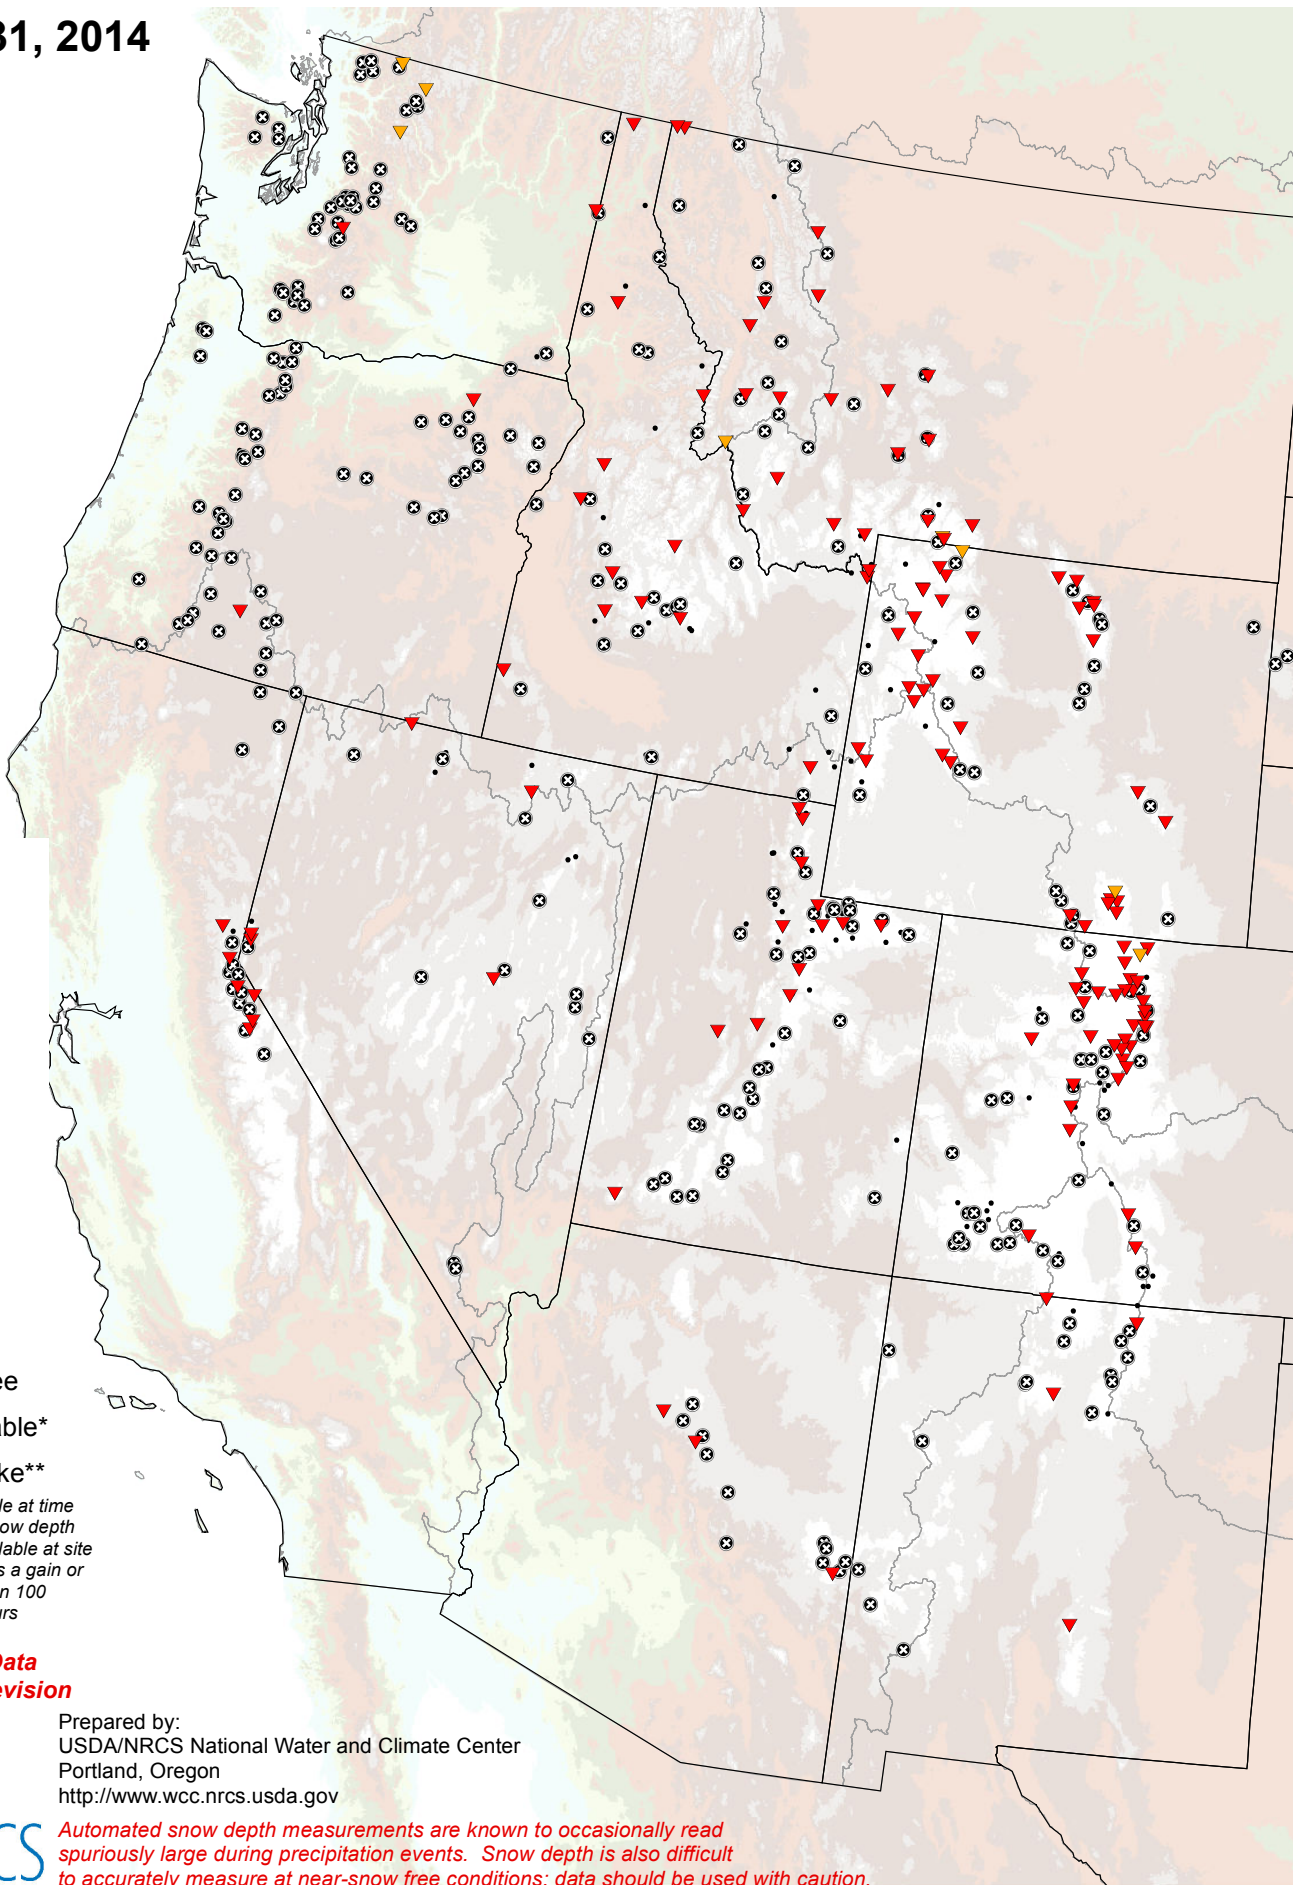 31, 2014
ee
able*
ke**
le at time
ow depth
lable at site
s a gain or
n 100
urs
Data
evision
Prepared by:
USDA/NRCS National Water and Climate Center
Portland, Oregon
http://www.wcc.nrcs.usda.gov
CS
Automated snow depth measurements are known to occasionally read
spuriously large during precipitation events. Snow depth is also difficult
to accurately measure at near-snow free conditions; data should be used with caution.